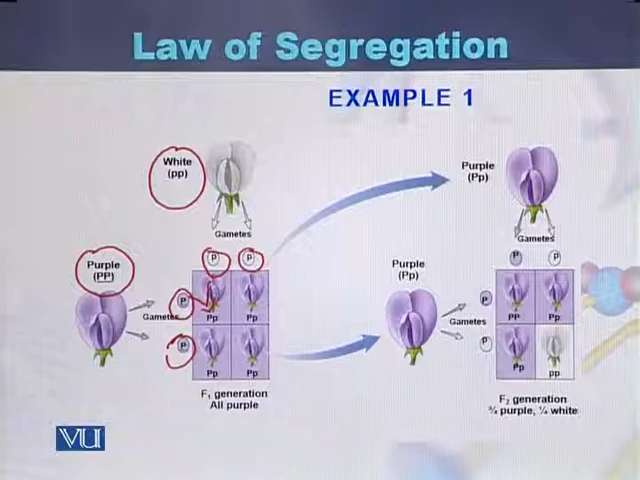 Law of Segregation
EXAMPLE 1
White
(pp)
Gametes
p
p
Purple
(PP)
Gametes
P
P
Pp
Pp
Pp
Pp
F₁ generation
All purple
Purple
(Pp)
Gametes
P
p
Purple
(Pp)
Gametes
P
p
PP
Pp
Pp
pp
F₂ generation
¾ purple, ¼ white
VU